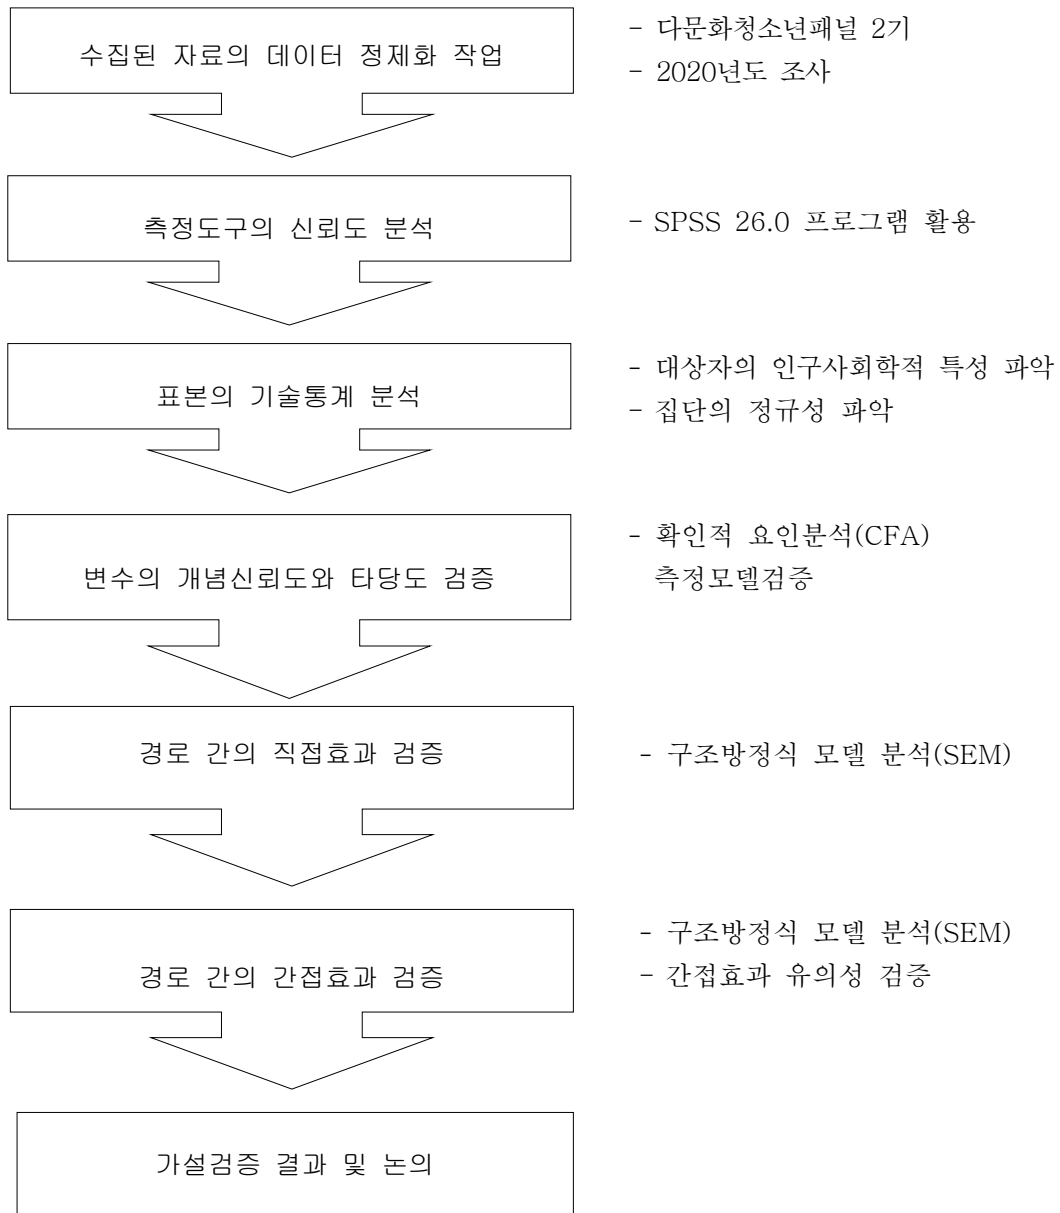 수집된 자료의 데이터 정제화 작업
- 다문화청소년패널 2기
- 2020년도 조사
측정도구의 신뢰도 분석
- SPSS 26.0 프로그램 활용
표본의 기술통계 분석
- 대상자의 인구사회학적 특성 파악
- 집단의 정규성 파악
변수의 개념신뢰도와 타당도 검증
- 확인적 요인분석(CFA)
측정모델검증
경로 간의 직접효과 검증
- 구조방정식 모델 분석(SEM)
경로 간의 간접효과 검증
- 구조방정식 모델 분석(SEM)
- 간접효과 유의성 검증
가설검증 결과 및 논의